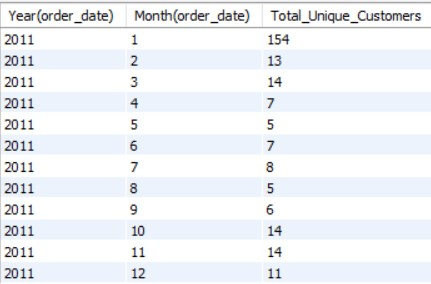 Year(order_date) Month(order_date) Total_Unique_Customers
2011 1 154
2011 2 13
2011 3 14
2011 4 7
2011 5 5
2011 6 7
2011 7 8
2011 8 5
2011 9 6
2011 10 14
2011 11 14
2011 12 11